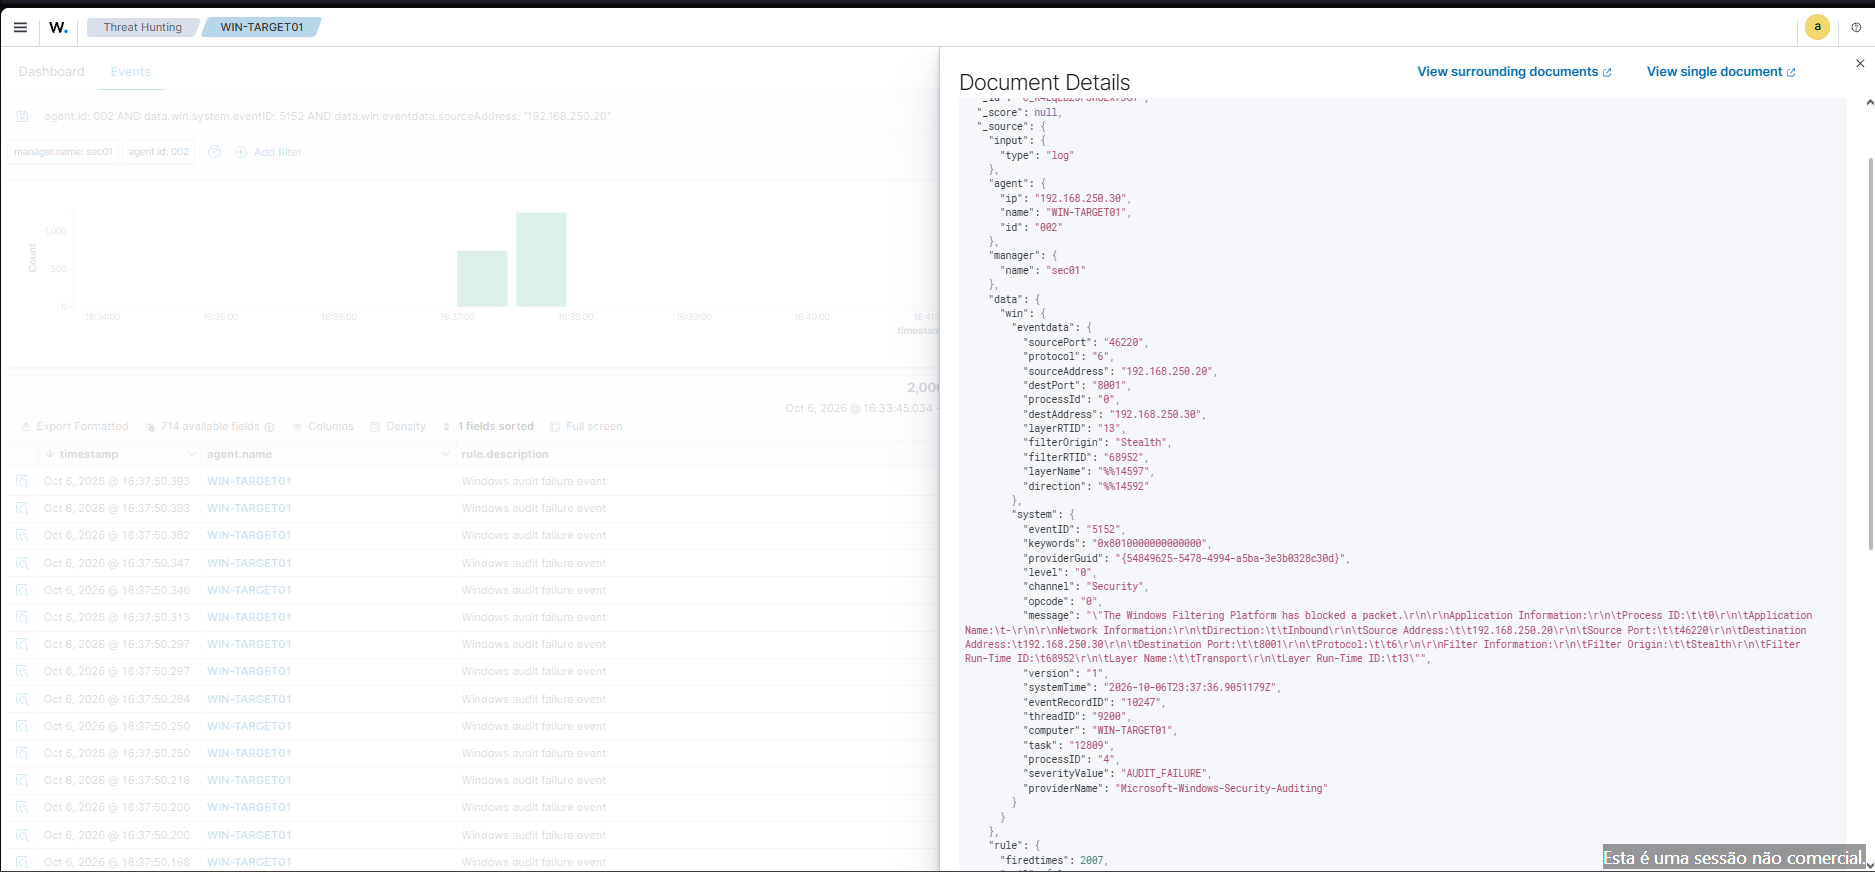 W.
Threat Hunting
WIN-TARGET01
a
Dashboard
Events
agent.id: 002 AND data.win.system.eventID: 5152 AND data.win.eventdata.sourceAddress: "192.168.250.20"
manager.name: sec01
agent.id: 002
Add filter
Count
1,000
500
0
16:34:00
16:35:00
16:36:00
16:37:00
16:38:00
16:39:00
16:40:00
timestam
2,00
Oct 6, 2026 @ 16:33:45.034 -
Export Formatted
714 available fields
Columns
Density
1 fields sorted
Full screen
timestamp agent.name rule.description
Oct 6, 2026 @ 16:37:50.393 WIN-TARGET01 Windows audit failure event
Oct 6, 2026 @ 16:37:50.393 WIN-TARGET01 Windows audit failure event
Oct 6, 2026 @ 16:37:50.362 WIN-TARGET01 Windows audit failure event
Oct 6, 2026 @ 16:37:50.347 WIN-TARGET01 Windows audit failure event
Oct 6, 2026 @ 16:37:50.346 WIN-TARGET01 Windows audit failure event
Oct 6, 2026 @ 16:37:50.313 WIN-TARGET01 Windows audit failure event
Oct 6, 2026 @ 16:37:50.297 WIN-TARGET01 Windows audit failure event
Oct 6, 2026 @ 16:37:50.297 WIN-TARGET01 Windows audit failure event
Oct 6, 2026 @ 16:37:50.264 WIN-TARGET01 Windows audit failure event
Oct 6, 2026 @ 16:37:50.250 WIN-TARGET01 Windows audit failure event
Oct 6, 2026 @ 16:37:50.250 WIN-TARGET01 Windows audit failure event
Oct 6, 2026 @ 16:37:50.216 WIN-TARGET01 Windows audit failure event
Oct 6, 2026 @ 16:37:50.200 WIN-TARGET01 Windows audit failure event
Oct 6, 2026 @ 16:37:50.200 WIN-TARGET01 Windows audit failure event
Oct 6, 2026 @ 16:37:50.168 WIN-TARGET01 Windows audit failure event
Document Details
View surrounding documents
View single document
"_score": null,
"_source": {
"input": {
"type": "log"
},
"agent": {
"ip": "192.168.250.30",
"name": "WIN-TARGET01",
"id": "002"
},
"manager": {
"name": "sec01"
},
"data": {
"win": {
"eventdata": {
"sourcePort": "46220",
"protocol": "6",
"sourceAddress": "192.168.250.20",
"destPort": "8001",
"processId": "0",
"destAddress": "192.168.250.30",
"layerRTID": "13",
"filterOrigin": "Stealth",
"filterRTID": "68952",
"layerName": "%%14597",
"direction": "%%14592"
},
"system": {
"eventID": "5152",
"keywords": "0x8010000000000000",
"providerGuid": "{54849625-5478-4994-a5ba-3e3b0328c30d}",
"level": "0",
"channel": "Security",
"opcode": "0",
"message": "\"The Windows Filtering Platform has blocked a packet.\r\n\r\nApplication Information:\r\n\tProcess ID:\t\t0\r\n\tApplication
Name:\t-\r\n\r\nNetwork Information:\r\n\tDirection:\t\tInbound\r\n\tSource Address:\t\t192.168.250.20\r\n\tSource Port:\t\t46220\r\n\tDestination
Address:\t192.168.250.30\r\n\tDestination Port:\t\t8001\r\n\tProtocol:\t\t6\r\n\r\nFilter Information:\r\n\tFilter Origin:\t\tStealth\r\n\tFilter
Run-Time ID:\t68952\r\n\tLayer Name:\t\tTransport\r\n\tLayer Run-Time ID:\t13\"",
"version": "1",
"systemTime": "2026-10-06T23:37:36.9051179Z",
"eventRecordID": "10247",
"threadID": "9200",
"computer": "WIN-TARGET01",
"task": "12809",
"processID": "4",
"severityValue": "AUDIT_FAILURE",
"providerName": "Microsoft-Windows-Security-Auditing"
}
}
},
"rule": {
"firedtimes": 2007,
Esta é uma sessão não comercial.